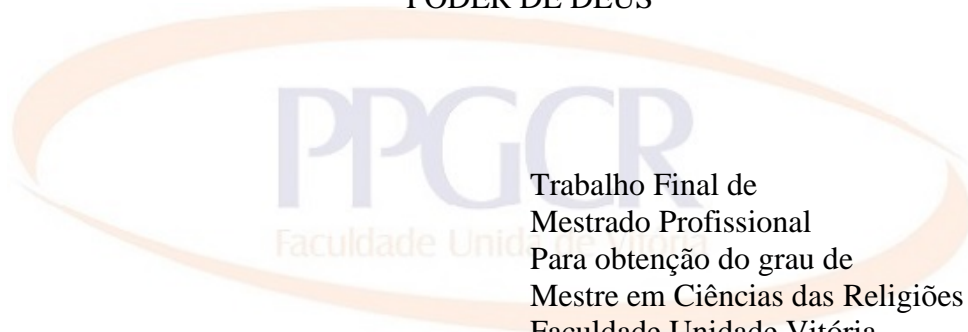 PODER DE DEUS
PPGCR
Faculdade Unida de Vitória
Trabalho Final de
Mestrado Profissional
Para obtenção do grau de
Mestre em Ciências das Religiões
Faculdade Unidade Vitória